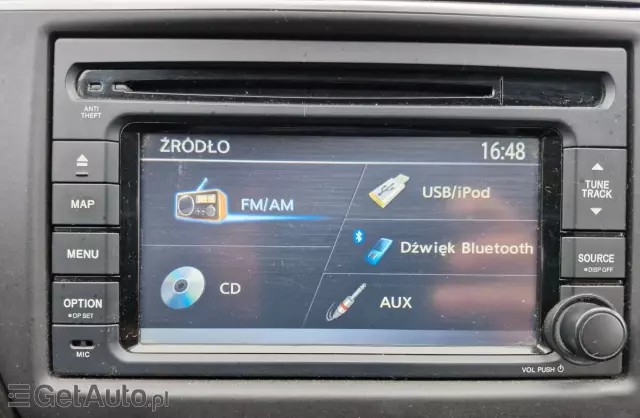 ANTI
THEFT
ŹRÓDŁO 16:48
FM/AM
USB/iPod
Dźwięk Bluetooth
CD
AUX
MAP
MENU
OPTION
✱OP SET
MIC
TUNE
TRACK
SOURCE
✱DISP OFF
VOL PUSH
GetAuto.pl